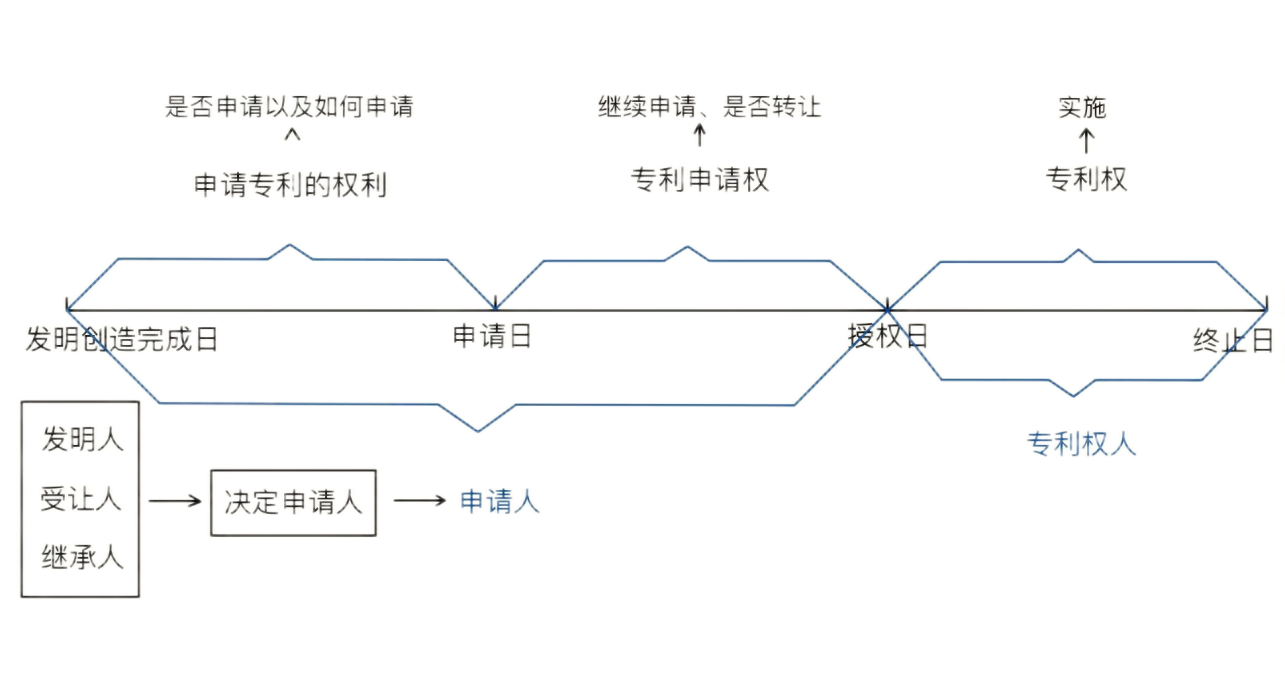 是否申请以及如何申请
继续申请、是否转让
实施
申请专利的权利
专利申请权
专利权
发明创造完成日
申请日
授权日
终止日
发明人
受让人
继承人
决定申请人
申请人
专利权人